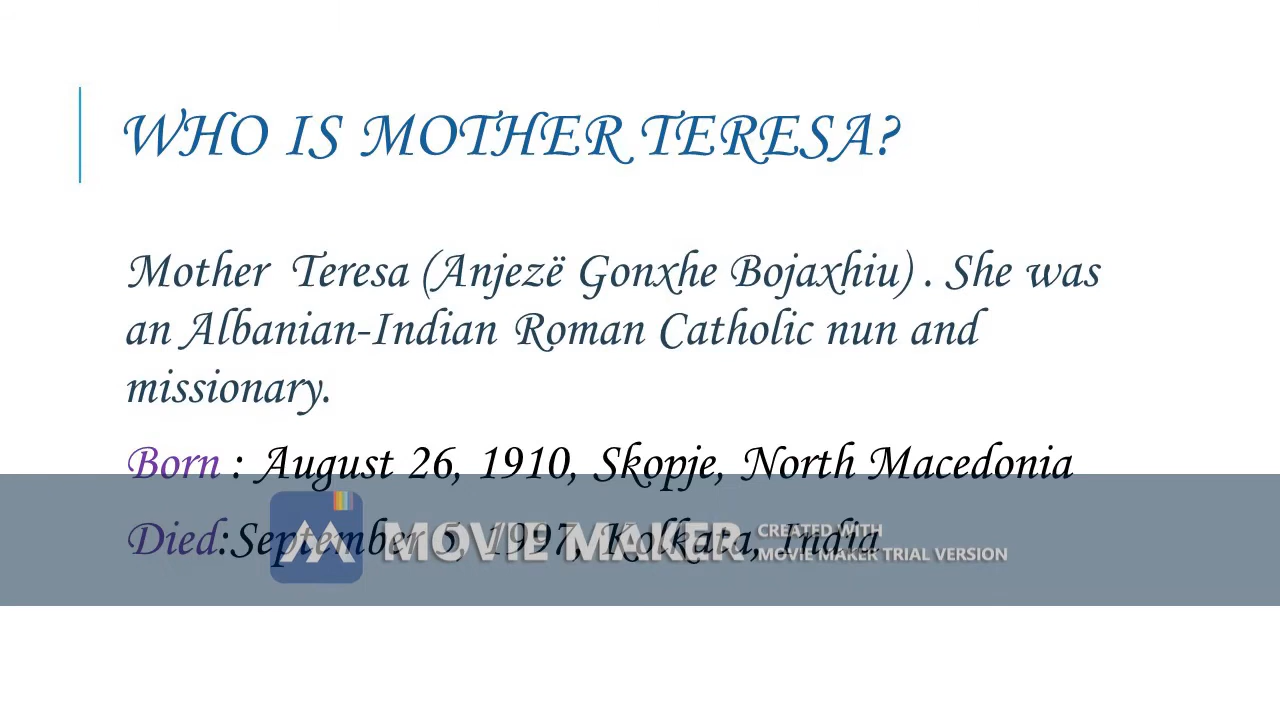 WHO IS MOTHER TERESA?
Mother Teresa (Anjezë Gonxhe Bojaxhiu) . She was
an Albanian-Indian Roman Catholic nun and
missionary.
Born : August 26, 1910, Skopje, North Macedonia
Died:September 5, 1997, Kolkata, India
MOVIE MAKER
CREATED WITH
MOVIE MAKER TRIAL VERSION